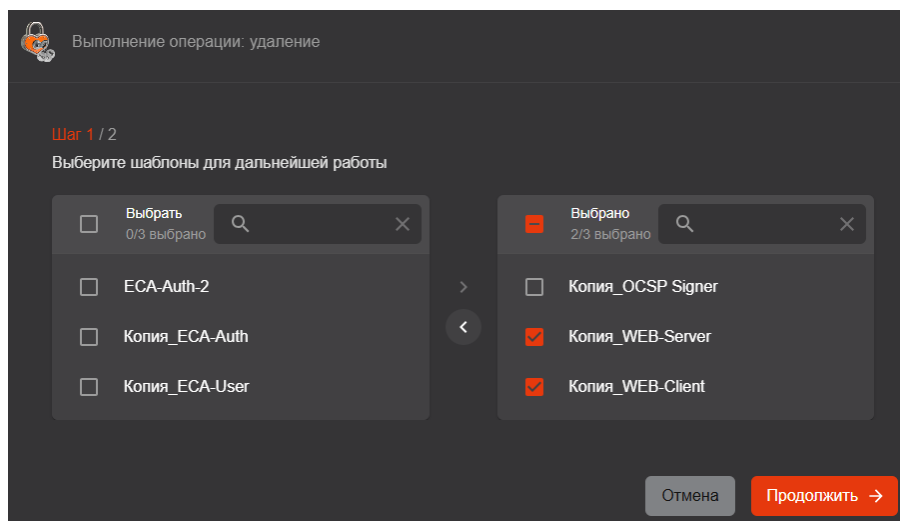 Выполнение операции: удаление
Шаг 1 / 2
Выберите шаблоны для дальнейшей работы
Выбрать
0/3 выбрано
ECA-Auth-2
Копия_ECA-Auth
Копия_ECA-User
Выбрано
2/3 выбрано
Копия_OCSP Signer
Копия_WEB-Server
Копия_WEB-Client
Отмена
Продолжить →